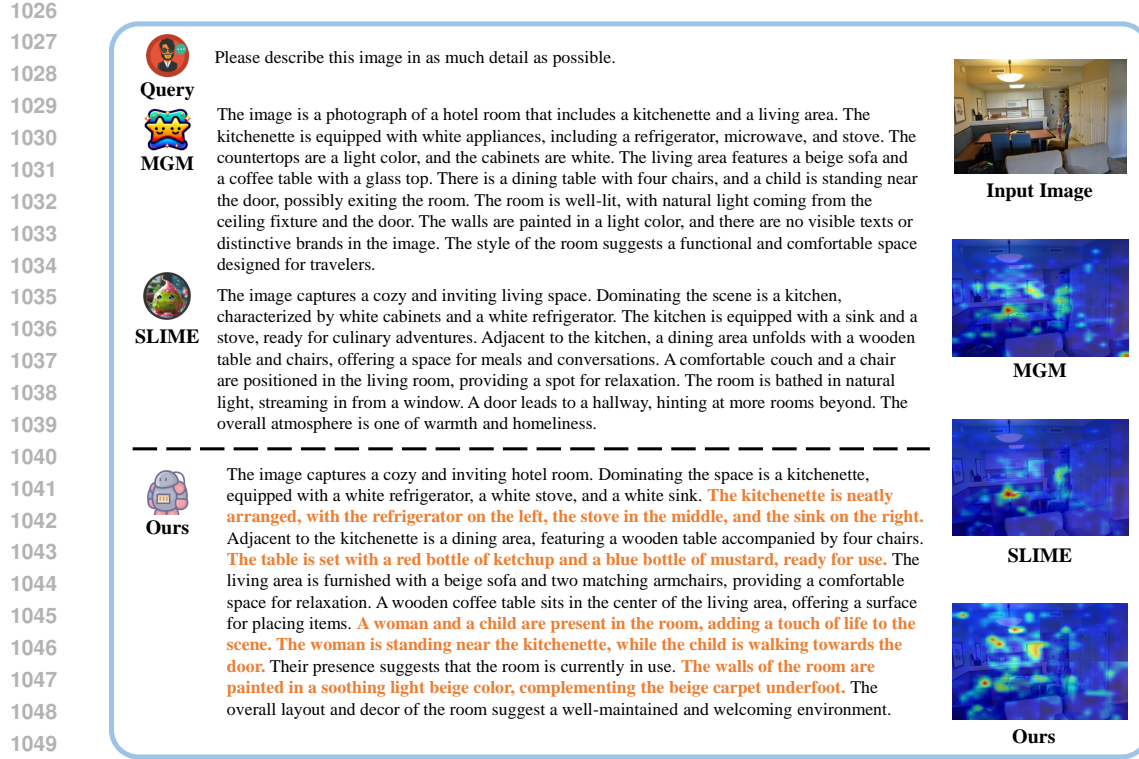 1026
1027
1028
1029
1030
1031
1032
1033
1034
1035
1036
1037
1038
1039
1040
1041
1042
1043
1044
1045
1046
1047
1048
1049
Query
Please describe this image in as much detail as possible.
MGM
The image is a photograph of a hotel room that includes a kitchenette and a living area. The
kitchenette is equipped with white appliances, including a refrigerator, microwave, and stove. The
countertops are a light color, and the cabinets are white. The living area features a beige sofa and
a coffee table with a glass top. There is a dining table with four chairs, and a child is standing near
the door, possibly exiting the room. The room is well-lit, with natural light coming from the
ceiling fixture and the door. The walls are painted in a light color, and there are no visible texts or
distinctive brands in the image. The style of the room suggests a functional and comfortable space
designed for travelers.
SLIME
The image captures a cozy and inviting living space. Dominating the scene is a kitchen,
characterized by white cabinets and a white refrigerator. The kitchen is equipped with a sink and a
stove, ready for culinary adventures. Adjacent to the kitchen, a dining area unfolds with a wooden
table and chairs, offering a space for meals and conversations. A comfortable couch and a chair
are positioned in the living room, providing a spot for relaxation. The room is bathed in natural
light, streaming in from a window. A door leads to a hallway, hinting at more rooms beyond. The
overall atmosphere is one of warmth and homeliness.
Ours
The image captures a cozy and inviting hotel room. Dominating the space is a kitchenette,
equipped with a white refrigerator, a white stove, and a white sink. The kitchenette is neatly
arranged, with the refrigerator on the left, the stove in the middle, and the sink on the right.
Adjacent to the kitchenette is a dining area, featuring a wooden table accompanied by four chairs.
The table is set with a red bottle of ketchup and a blue bottle of mustard, ready for use. The
living area is furnished with a beige sofa and two matching armchairs, providing a comfortable
space for relaxation. A wooden coffee table sits in the center of the living area, offering a surface
for placing items. A woman and a child are present in the room, adding a touch of life to the
scene. The woman is standing near the kitchenette, while the child is walking towards the
door. Their presence suggests that the room is currently in use. The walls of the room are
painted in a soothing light beige color, complementing the beige carpet underfoot. The
overall layout and decor of the room suggest a well-maintained and welcoming environment.
Input Image
MGM
SLIME
Ours